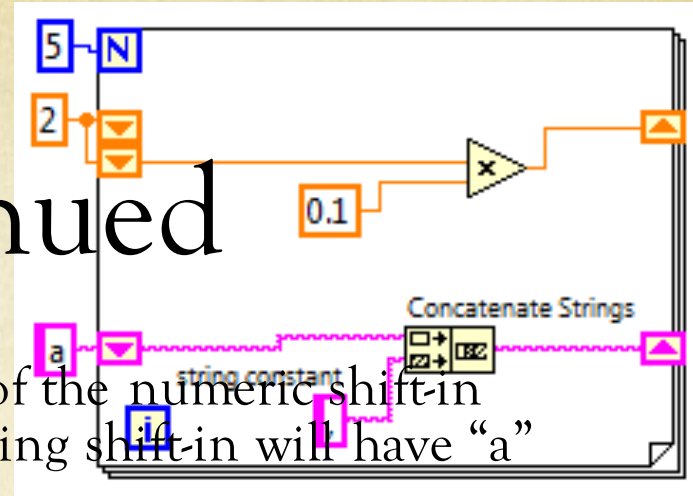 5 N
2
x
0.1
nued
Concatenate Strings
a
string constant
of the numeric shift-in
i ,
ing shift-in will have “a”